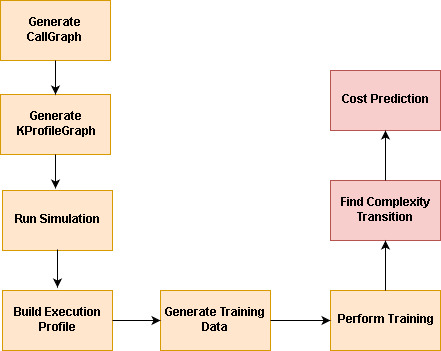 Generate
CallGraph
Generate
KProfileGraph
Run Simulation
Build Execution
Profile
Generate Training
Data
Perform Training
Find Complexity
Transition
Cost Prediction